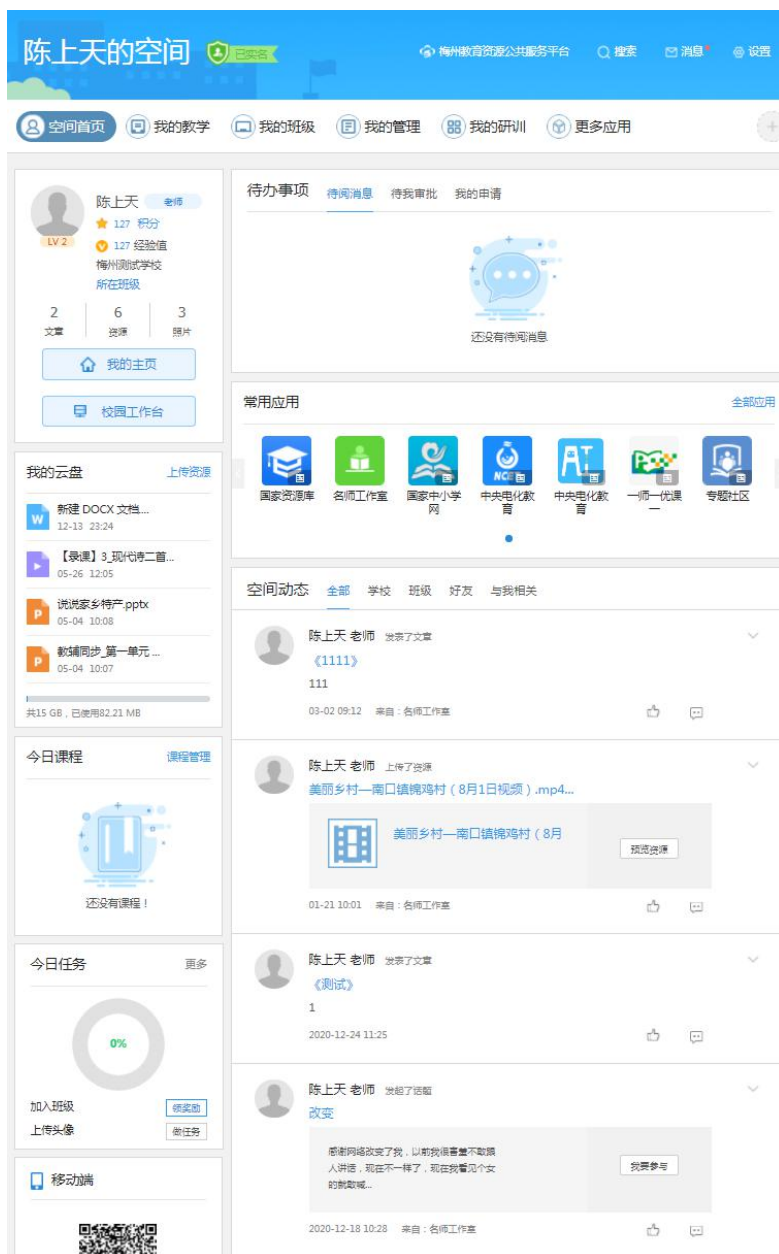 陈上天的空间
已实名
梅州教育资源公共服务平台
搜索
消息
设置
空间首页
我的教学
我的班级
我的管理
我的研训
更多应用
陈上天
老师
127 积分
LV 2
127 经验值
梅州测试学校
所在班级
2
6
3
文章
资源
照片
我的主页
校园工作台
我的云盘
上传资源
W
新建 DOCX 文档...
12-13 23:24
【录课】3_现代诗二首...
05-26 12:05
P
说说家乡特产.pptx
05-04 10:08
P
教辅同步_第一单元 ...
05-04 10:07
共15 GB，已使用82.21 MB
今日课程
课程管理
还没有课程！
今日任务
更多
0%
加入班级
领奖励
上传头像
做任务
移动端
待办事项
待阅消息
待我审批
我的申请
还没有待阅消息
常用应用
全部应用
国
国
国
国
国
国
NCE
国家资源库
名师工作室
国家中小学
网
中央电化教
育
中央电化教
育
一师一优课
一
专题社区
空间动态
全部
学校
班级
好友
与我相关
陈上天 老师 发表了文章
《1111》
111
03-02 09:12 来自：名师工作室
陈上天 老师 上传了资源
美丽乡村—南口镇锦鸡村（8月1日视频）.mp4...
美丽乡村—南口镇锦鸡村（8月
预览资源
01-21 10:01 来自：名师工作室
陈上天 老师 发表了文章
《测试》
1
2020-12-24 11:25
陈上天 老师 发起了话题
改变
感谢网络改变了我，以前我很害羞不敢跟
人讲话，现在不一样了，现在我看见个女
的就敢喊...
我要参与
2020-12-18 10:28 来自：名师工作室